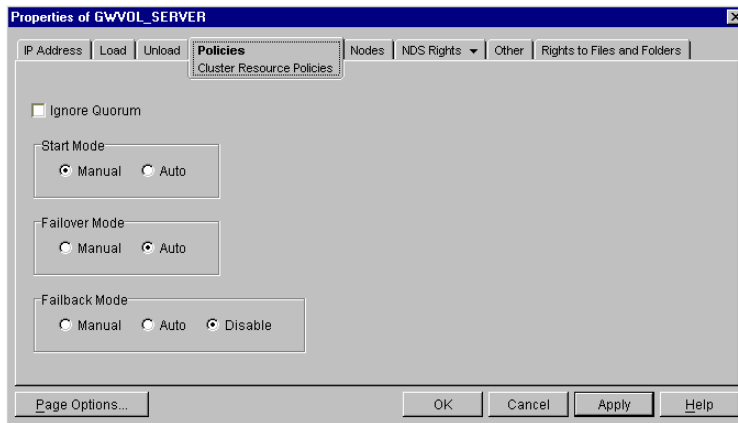 Properties of GWVOL_SERVER
IP Address Load Unload Policies Nodes NDS Rights Other Rights to Files and Folders
Cluster Resource Policies
Ignore Quorum
Start Mode
Manual Auto
Failover Mode
Manual Auto
Failback Mode
Manual Auto Disable
Page Options... OK Cancel Apply Help